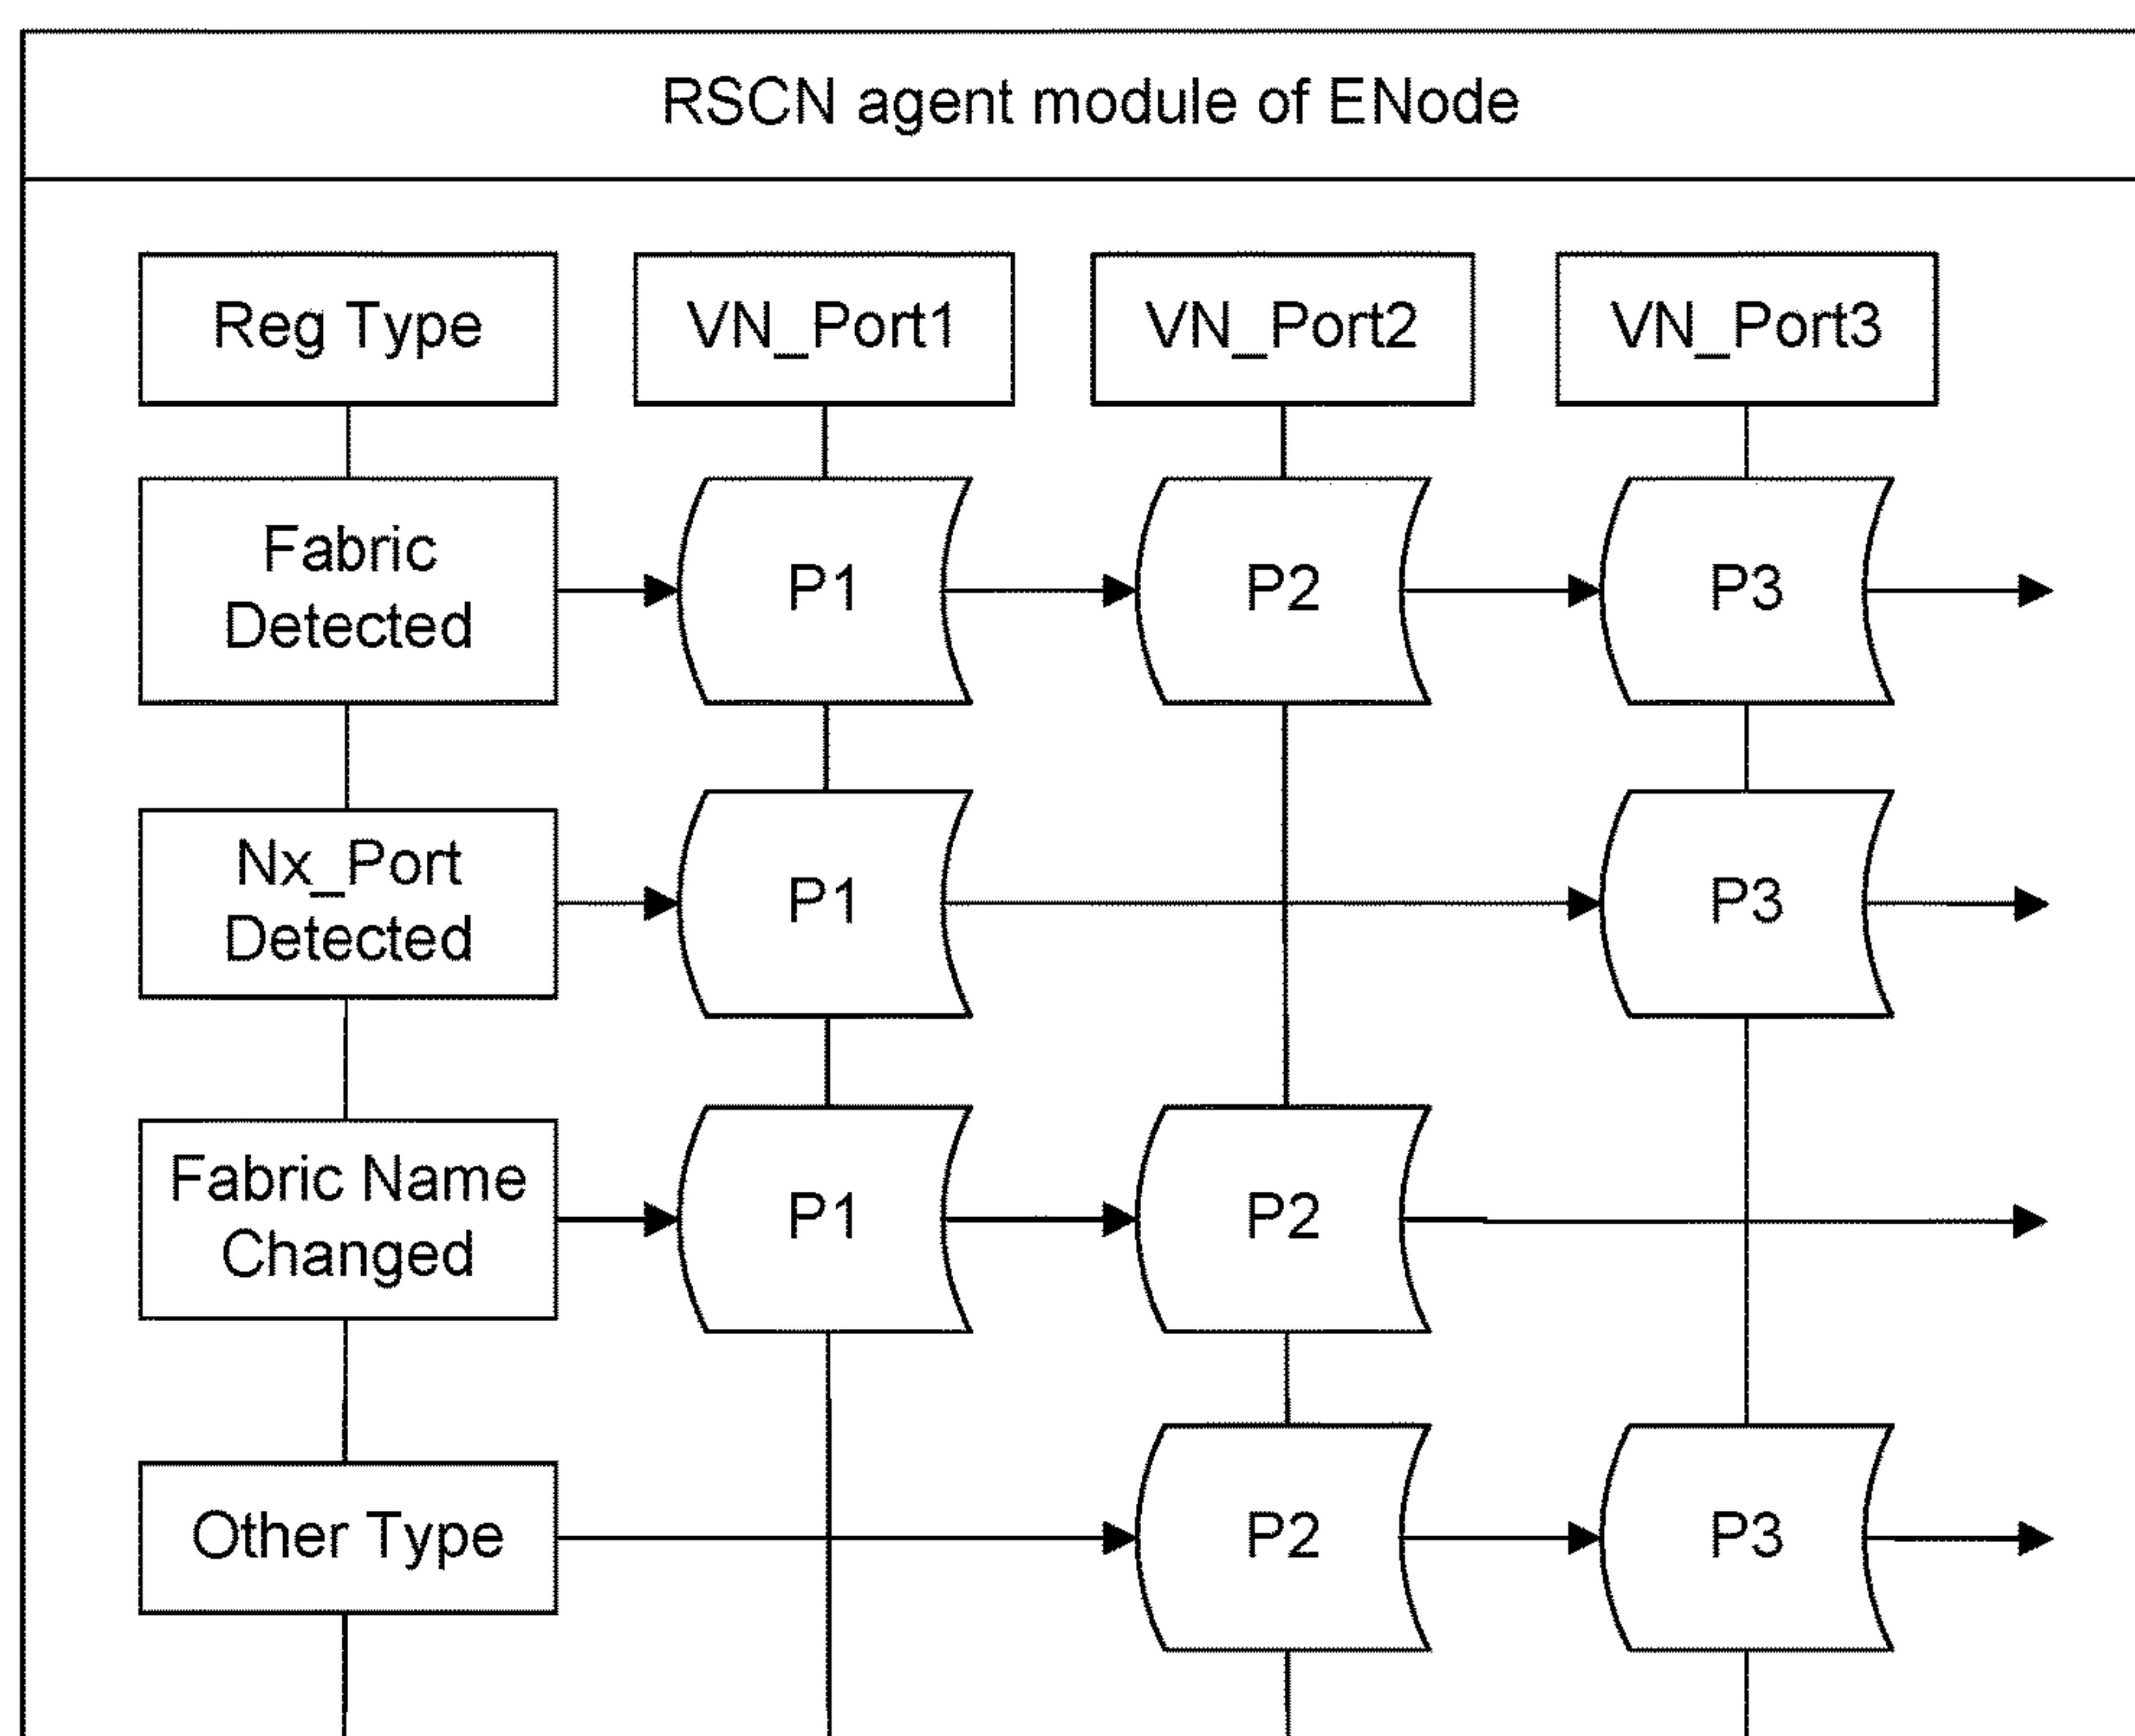 RSCN agent module of ENode
Reg Type
VN_Port1
VN_Port2
VN_Port3
Fabric
Detected
P1
P2
P3
Nx_Port
Detected
P1
P3
Fabric Name
Changed
P1
P2
Other Type
P2
P3